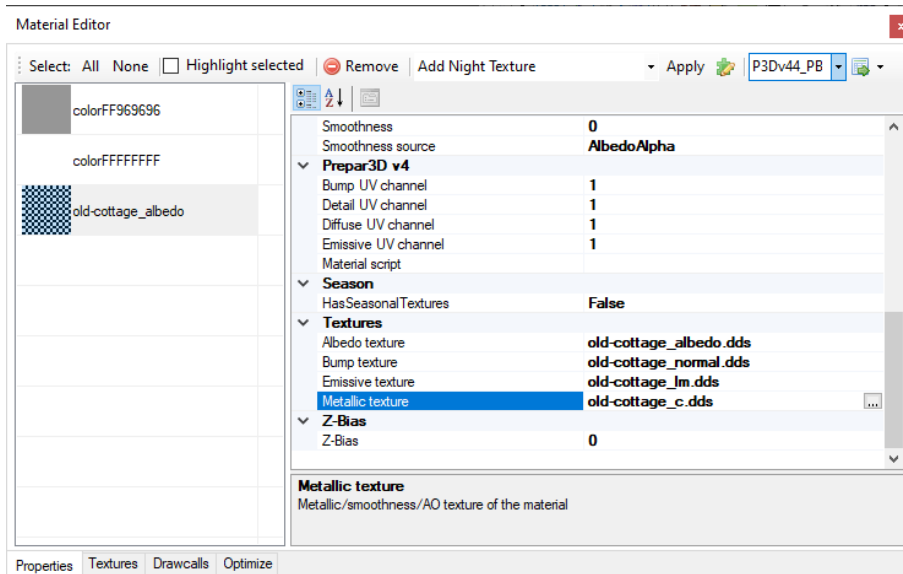 Material Editor
Select: All None Highlight selected Remove Add Night Texture Apply P3Dv44_PB
colorFF969696
colorFFFFFFFF
old-cottage_albedo
Smoothness 0
Smoothness source AlbedoAlpha
Prepar3D v4
Bump UV channel 1
Detail UV channel 1
Diffuse UV channel 1
Emissive UV channel 1
Material script
Season
HasSeasonalTextures False
Textures
Albedo texture old-cottage_albedo.dds
Bump texture old-cottage_normal.dds
Emissive texture old-cottage_lm.dds
Metallic texture old-cottage_c.dds ...
Z-Bias
Z-Bias 0
Metallic texture
Metallic/smoothness/AO texture of the material
Properties Textures Drawcalls Optimize